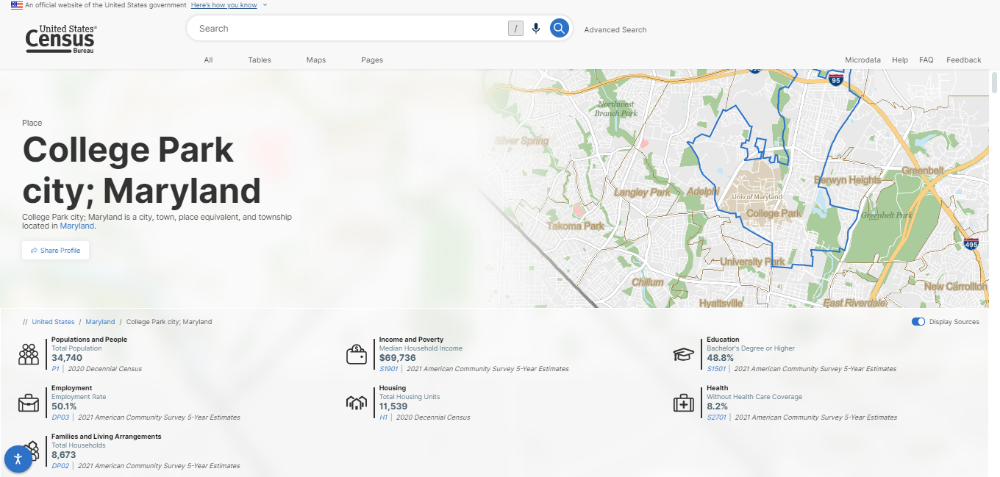 An official website of the United States government Here's how you know
United States®
Census
Bureau
Search
/
Advanced Search
All
Tables
Maps
Pages
Microdata
Help
FAQ
Feedback
Place
College Park
city; Maryland
College Park city; Maryland is a city, town, place equivalent, and township
located in Maryland.
Share Profile
95
Northwest
Branch Park
Silver Spring
Greenbelt
Berwyn Heights
Langley Park
Adelphi
Univ of Maryland
College Park
Greenbelt Park
Takoma Park
495
University Park
Chillum
New Carrollton
Hyattsville
East Riverdale
// United States / Maryland / College Park city; Maryland
Display Sources
Populations and People
Total Population
34,740
P1 | 2020 Decennial Census
Income and Poverty
Median Household Income
$69,736
S1901 | 2021 American Community Survey 5-Year Estimates
Education
Bachelor's Degree or Higher
48.8%
S1501 | 2021 American Community Survey 5-Year Estimates
Employment
Employment Rate
50.1%
DP03 | 2021 American Community Survey 5-Year Estimates
Housing
Total Housing Units
11,539
H1 | 2020 Decennial Census
Health
Without Health Care Coverage
8.2%
S2701 | 2021 American Community Survey 5-Year Estimates
Families and Living Arrangements
Total Households
8,673
DP02 | 2021 American Community Survey 5-Year Estimates